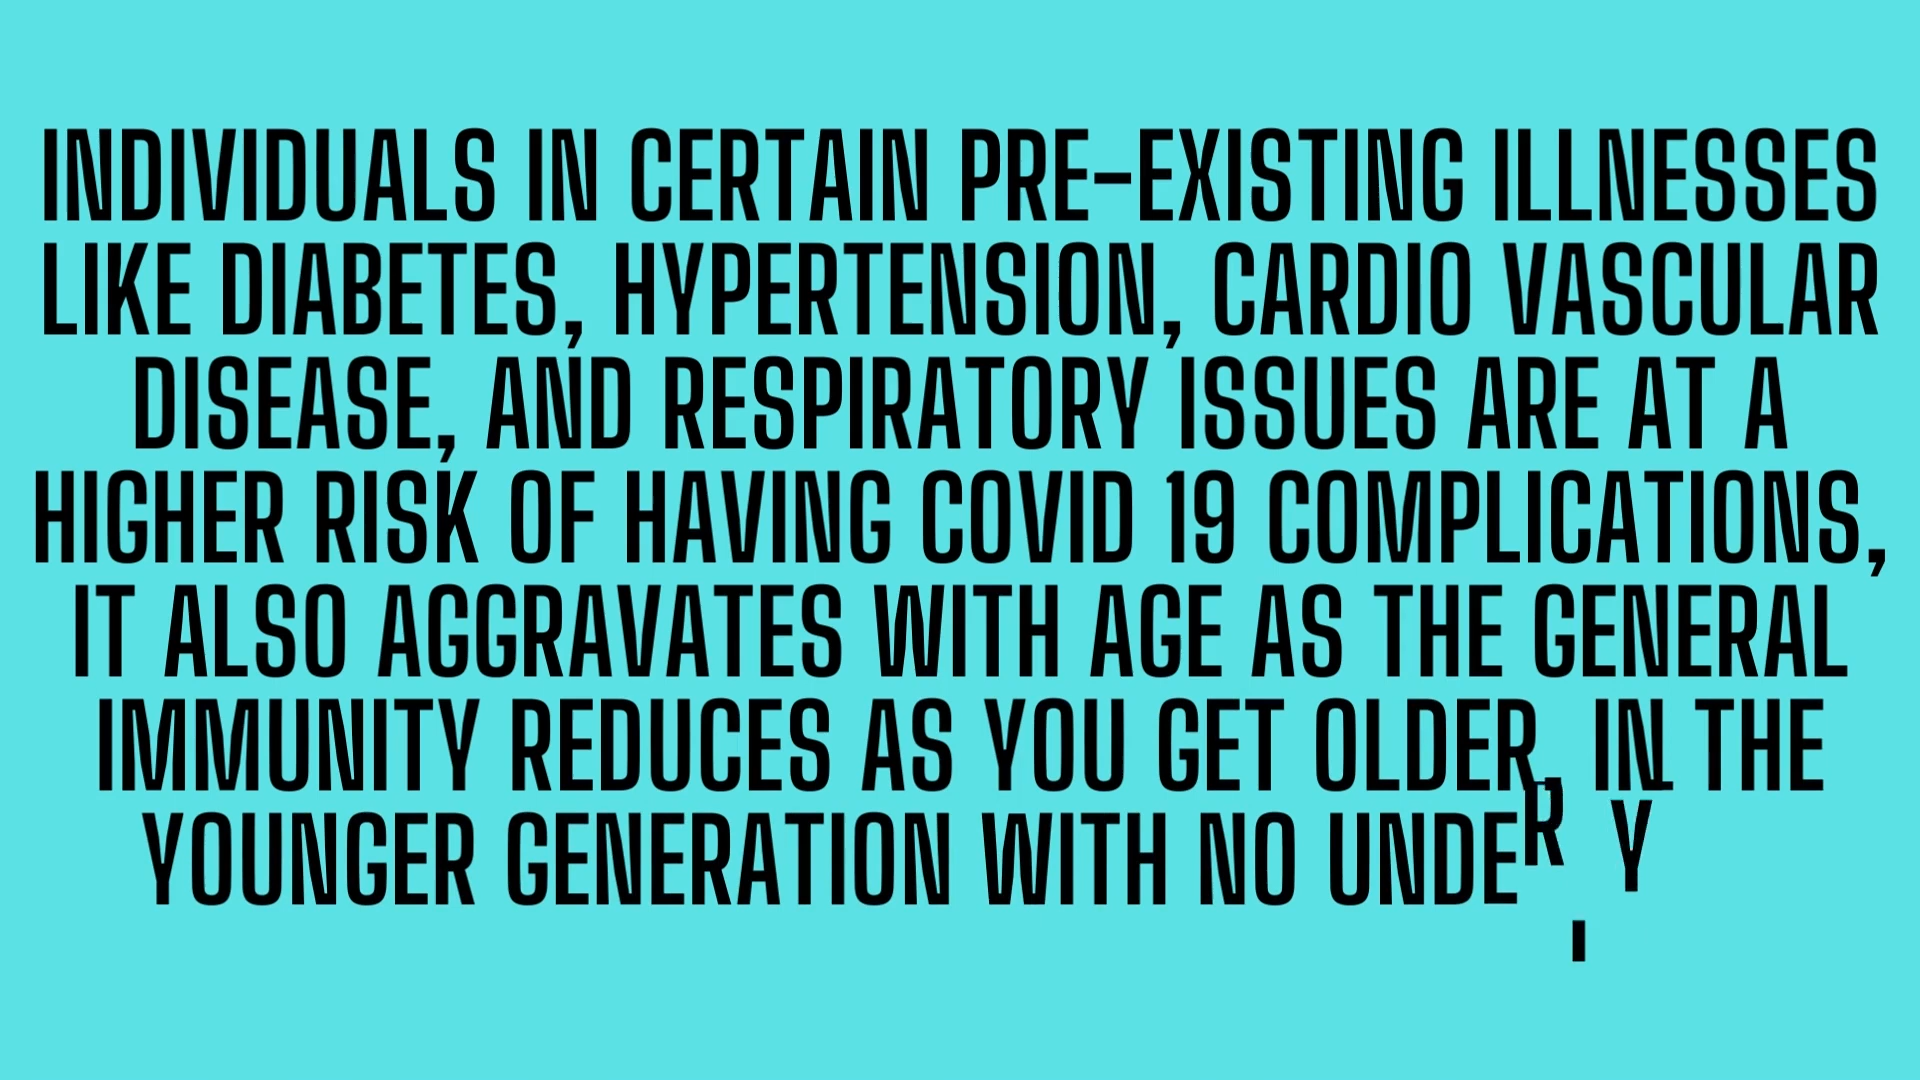 INDIVIDUALS IN CERTAIN PRE-EXISTING ILLNESSES
LIKE DIABETES, HYPERTENSION, CARDIO VASCULAR
DISEASE, AND RESPIRATORY ISSUES ARE AT A
HIGHER RISK OF HAVING COVID 19 COMPLICATIONS,
IT ALSO AGGRAVATES WITH AGE AS THE GENERAL
IMMUNITY REDUCES AS YOU GET OLDER, IN THE
YOUNGER GENERATION WITH NO UNDER